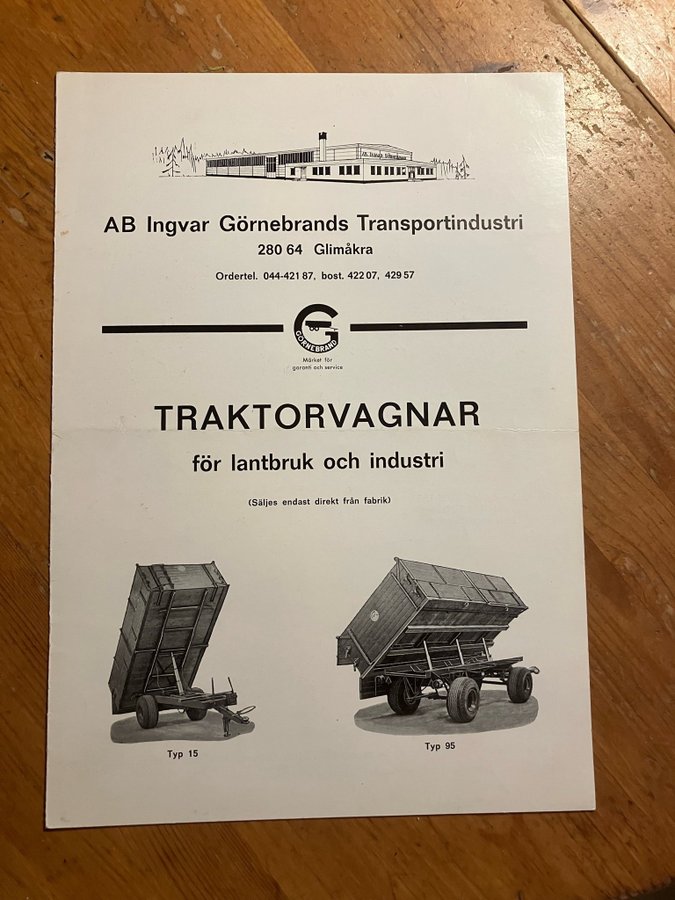 AB Ingvar Görnebrands Transportindustri
280 64 Glimåkra
Ordertel. 044-421 87, bost. 422 07, 429 57
G
GÖRNEBRAND
Märket för
garanti och service
TRAKTORVAGNAR
för lantbruk och industri
(Säljes endast direkt från fabrik)
Typ 15
Typ 95